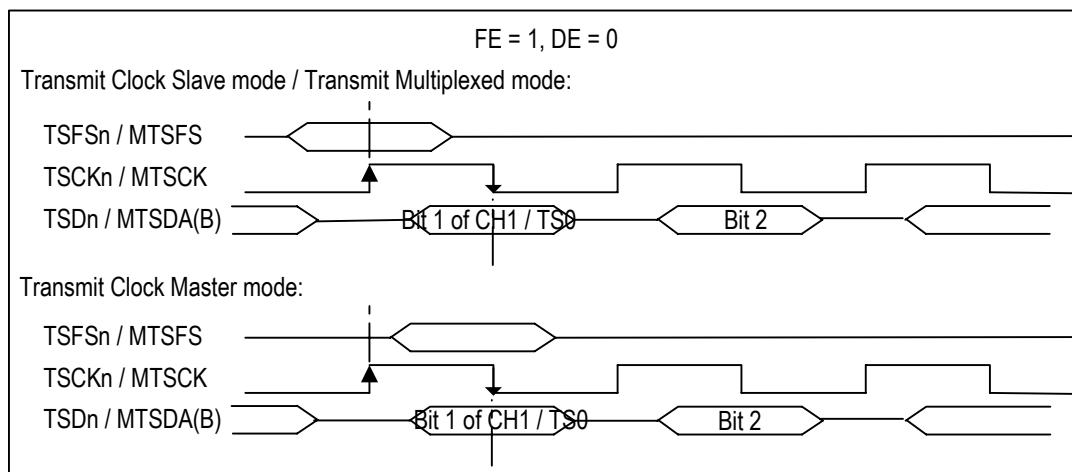 FE = 1, DE = 0
Transmit Clock Slave mode / Transmit Multiplexed mode:
TSFSn / MTSFS
TSCKn / MTSCK
TSDn / MTSDA(B)
Bit 1 of CH1 / TS0
Bit 2
Transmit Clock Master mode:
TSFSn / MTSFS
TSCKn / MTSCK
TSDn / MTSDA(B)
Bit 1 of CH1 / TS0
Bit 2